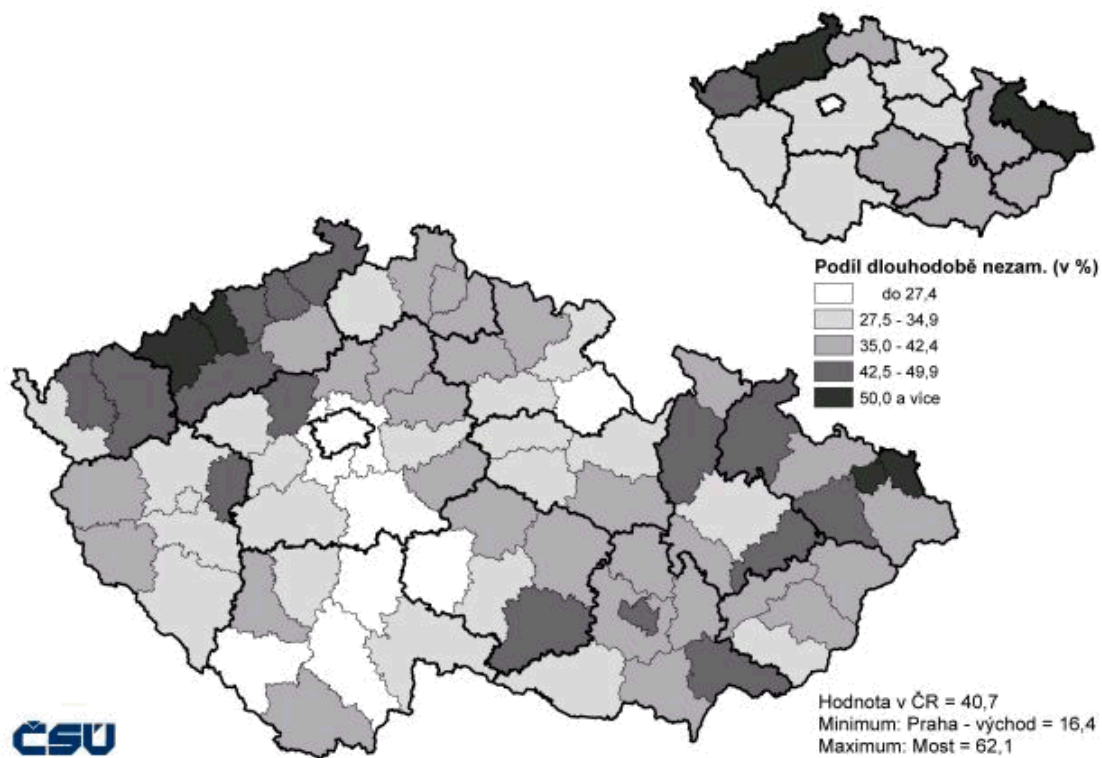 Podíl dlouhodobě nezam. (v %)
do 27,4
27,5 - 34,9
35,0 - 42,4
42,5 - 49,9
50,0 a více
Hodnota v ČR = 40,7
Minimum: Praha - východ = 16,4
Maximum: Most = 62,1
ČSÚ